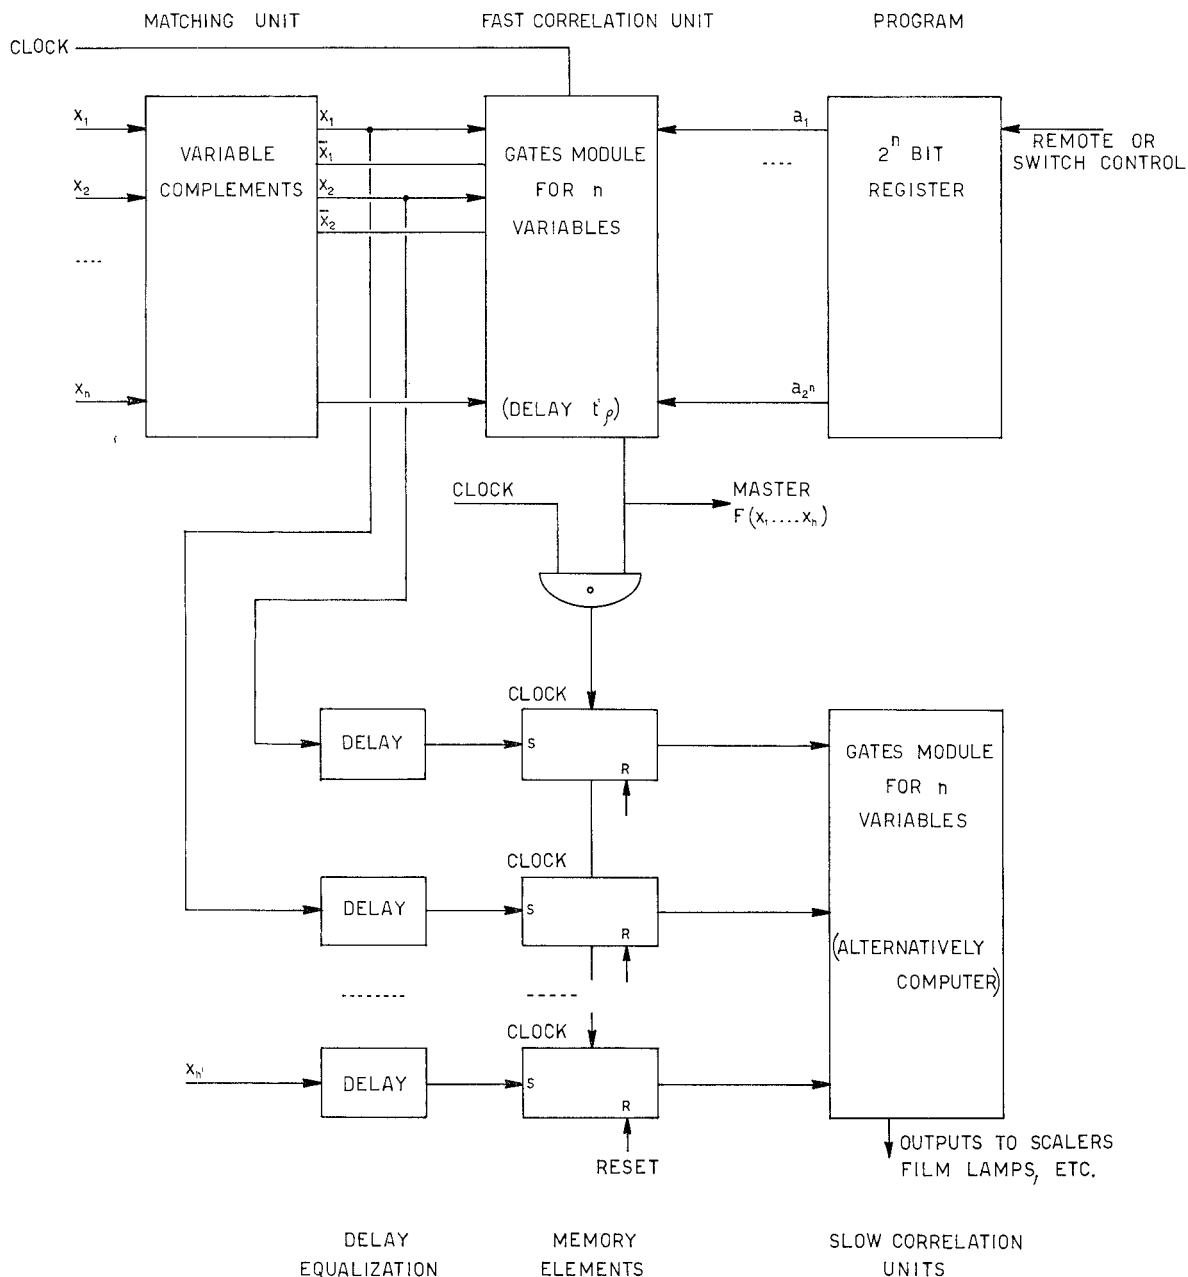 MATCHING UNIT
FAST CORRELATION UNIT
PROGRAM
CLOCK
x₁
x₂
....
xₙ
VARIABLE
COMPLEMENTS
x₁
x̄₁
x₂
x̄₂
GATES MODULE
FOR n
VARIABLES
(DELAY t'ρ)
a₁
....
a₂ⁿ
2ⁿ BIT
REGISTER
REMOTE OR
SWITCH CONTROL
CLOCK
MASTER
F(x₁....xₙ)
CLOCK
DELAY
S
R
GATES MODULE
FOR n
VARIABLES
CLOCK
DELAY
S
R
(ALTERNATIVELY
COMPUTER)
........
......
CLOCK
xₙ'
DELAY
S
R
RESET
OUTPUTS TO SCALERS
FILM LAMPS, ETC.
DELAY
EQUALIZATION
MEMORY
ELEMENTS
SLOW CORRELATION
UNITS